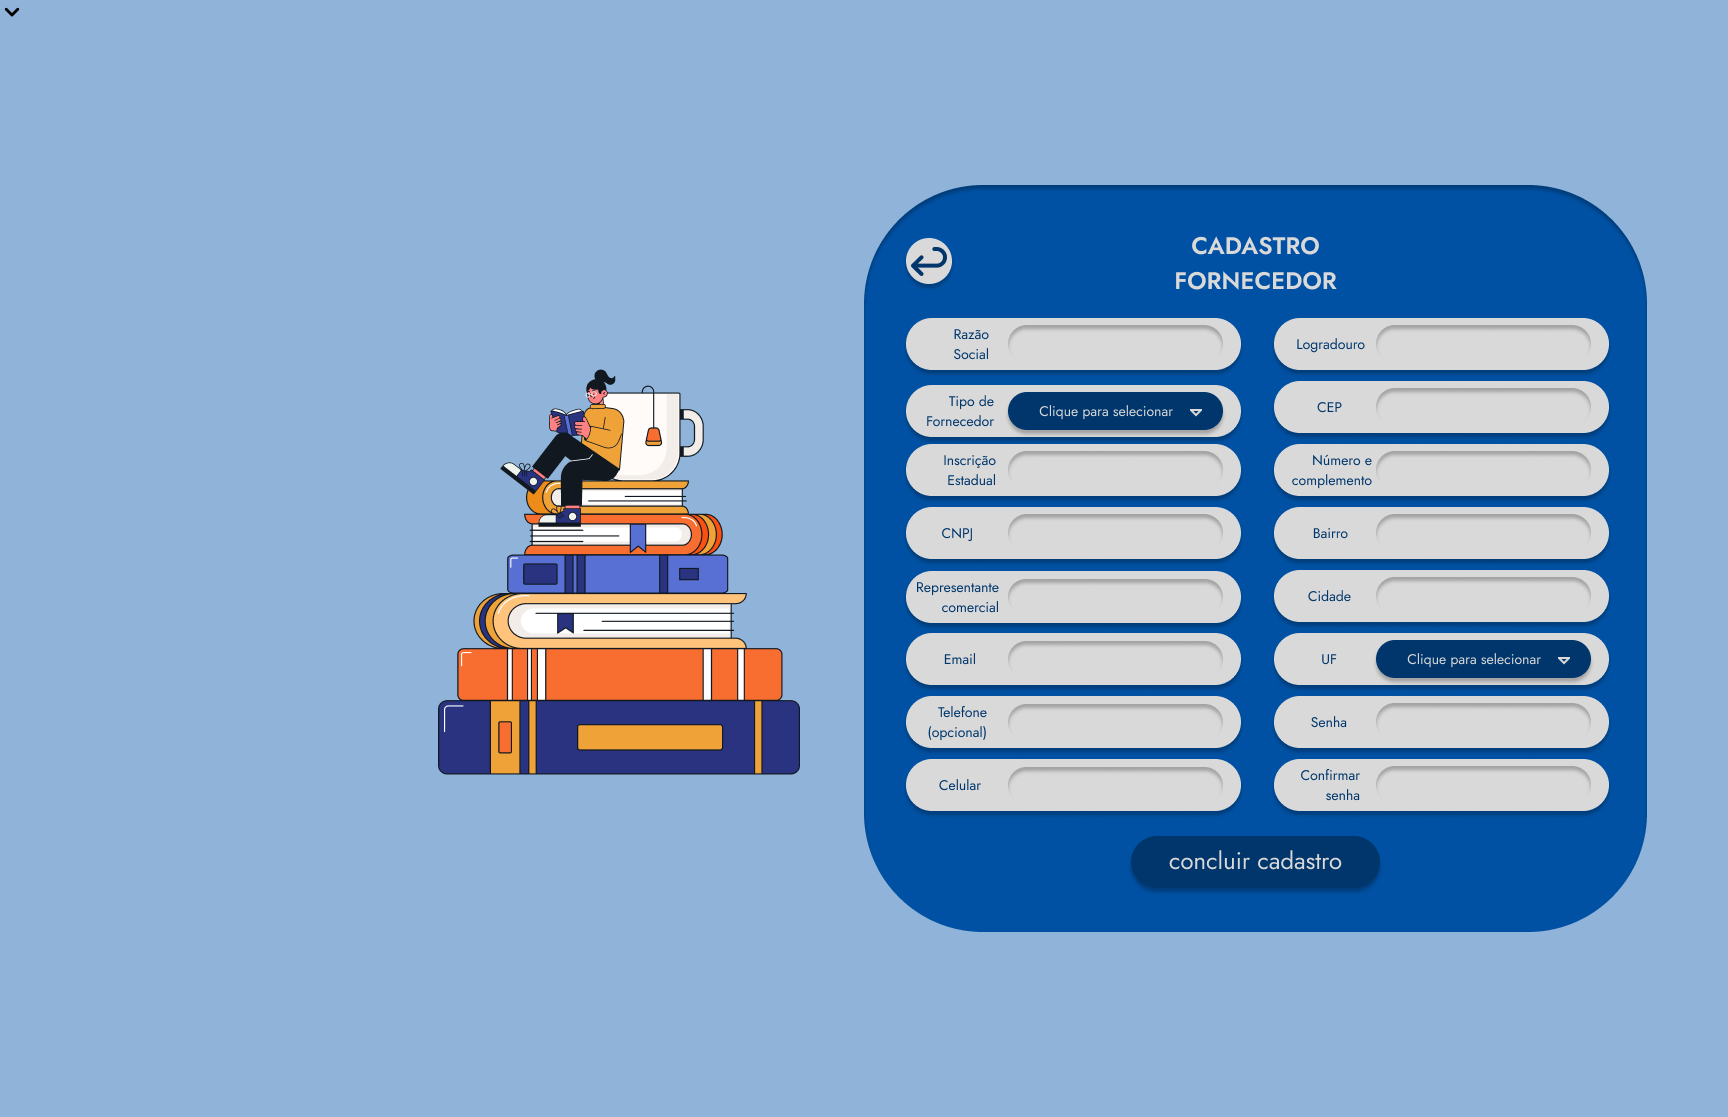 CADASTRO
FORNECEDOR
Razão
Social
Tipo de
Fornecedor
Clique para selecionar
Inscrição
Estadual
CNPJ
Representante
comercial
Email
Telefone
(opcional)
Celular
Logradouro
CEP
Número e
complemento
Bairro
Cidade
UF
Clique para selecionar
Senha
Confirmar
senha
concluir cadastro